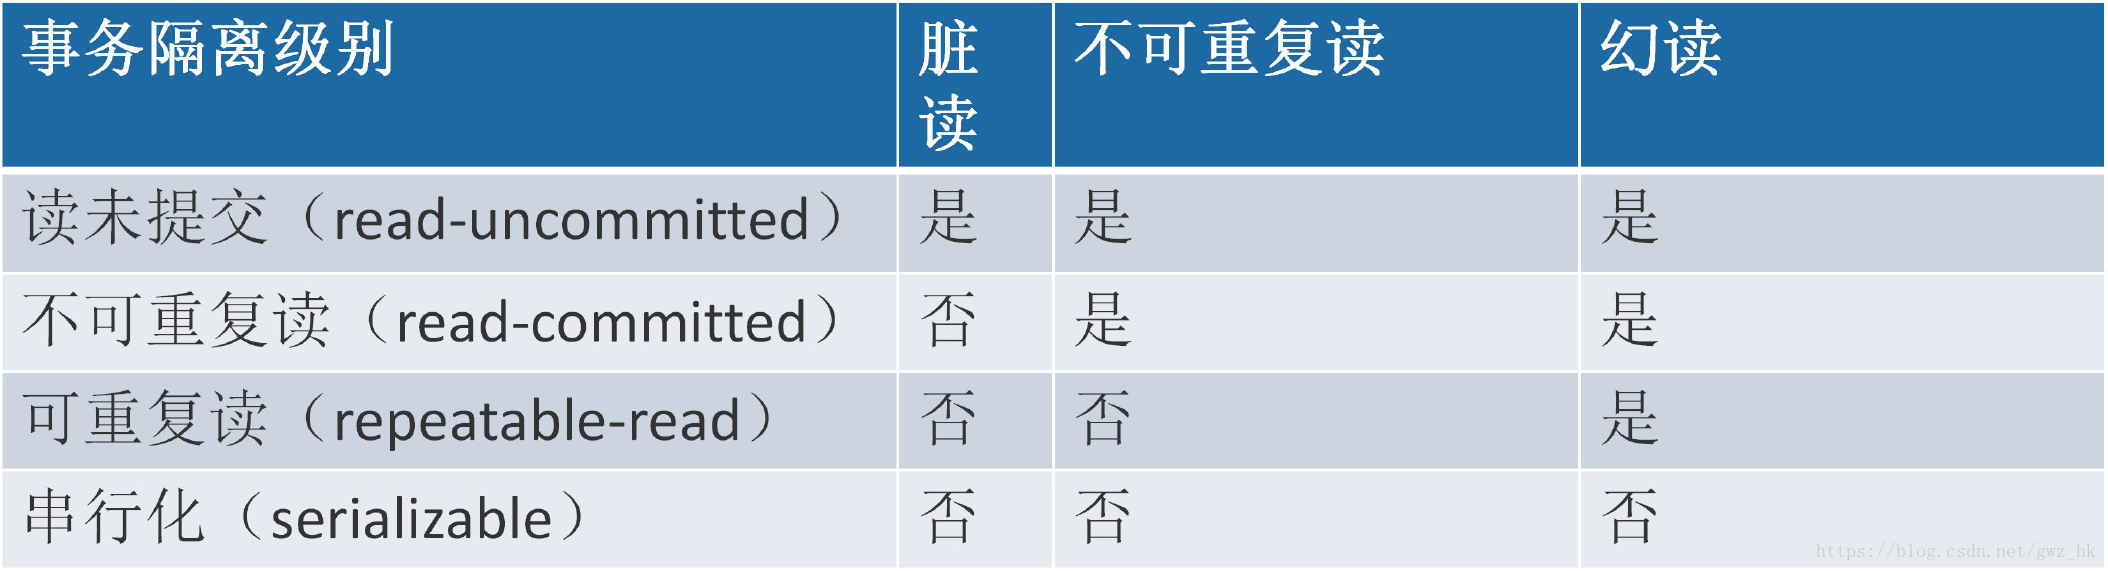 事务隔离级别 脏读 不可重复读 幻读
读未提交（read-uncommitted） 是 是 是
不可重复读（read-committed） 否 是 是
可重复读（repeatable-read） 否 否 是
串行化（serializable） 否 否 否
https://blog.csdn.net/gwz_hk